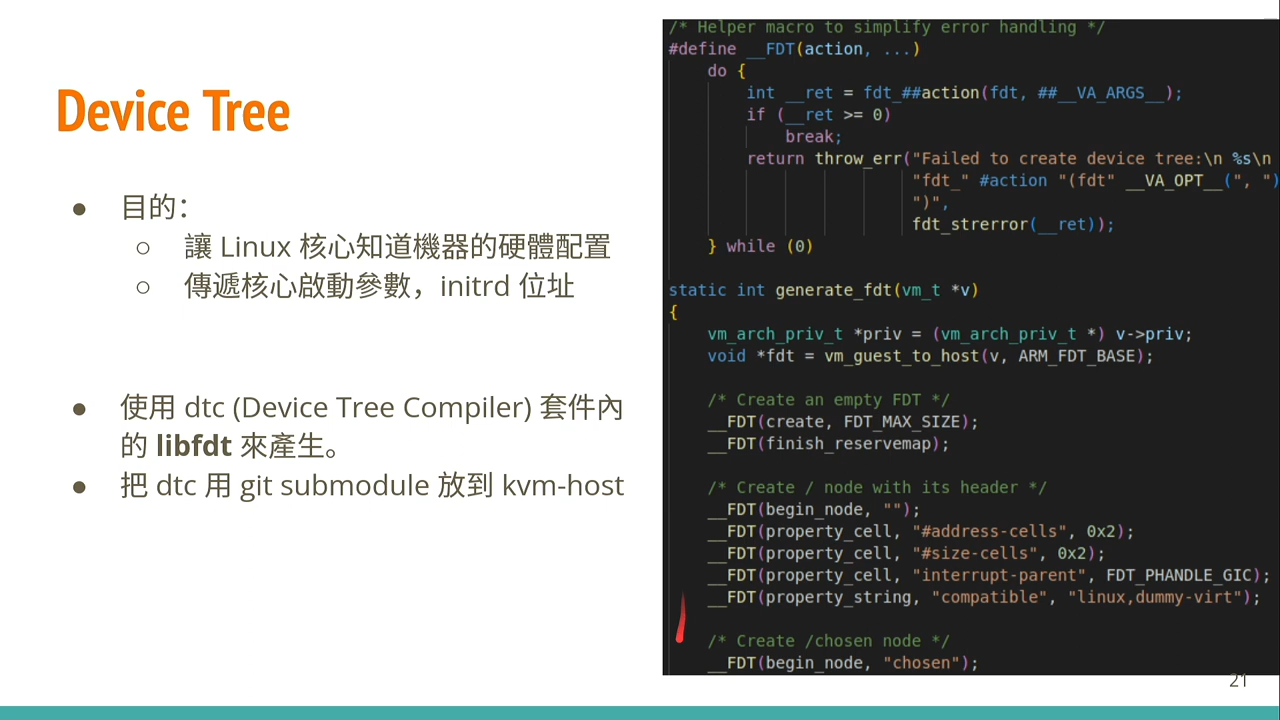 Device Tree
● 目的：
○ 讓 Linux 核心知道機器的硬體配置
○ 傳遞核心啟動參數，initrd 位址
● 使用 dtc (Device Tree Compiler) 套件內
的 libfdt 來產生。
● 把 dtc 用 git submodule 放到 kvm-host
/* Helper macro to simplify error handling */
#define __FDT(action, ...)
do {
int __ret = fdt_##action(fdt, ##__VA_ARGS__);
if (__ret >= 0)
break;
return throw_err("Failed to create device tree:\n %s\n
"fdt_" #action "(fdt" __VA_OPT__(", ")
")",
fdt_strerror(__ret));
} while (0)
static int generate_fdt(vm_t *v)
{
vm_arch_priv_t *priv = (vm_arch_priv_t *) v->priv;
void *fdt = vm_guest_to_host(v, ARM_FDT_BASE);
/* Create an empty FDT */
__FDT(create, FDT_MAX_SIZE);
__FDT(finish_reservemap);
/* Create / node with its header */
__FDT(begin_node, "");
__FDT(property_cell, "#address-cells", 0x2);
__FDT(property_cell, "#size-cells", 0x2);
__FDT(property_cell, "interrupt-parent", FDT_PHANDLE_GIC);
__FDT(property_string, "compatible", "linux,dummy-virt");
/* Create /chosen node */
__FDT(begin_node, "chosen");
21